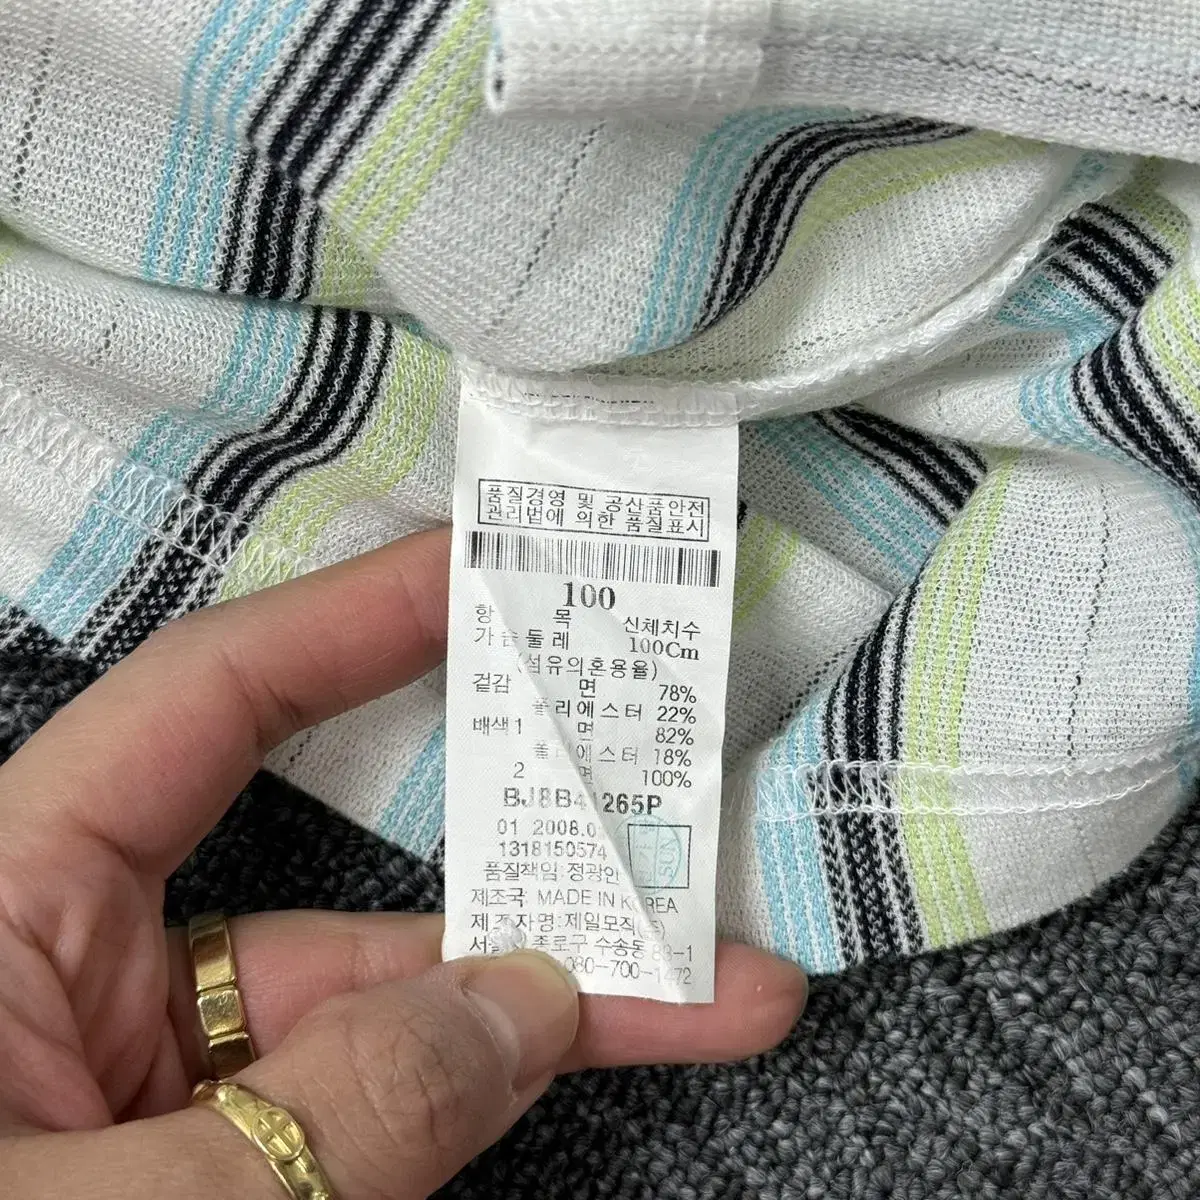 품질경영 및 공산품안전
관리법에 의한 품질표시
100
항 목 신체치수
가슴둘레 100Cm
(섬유의혼용율)
겉감 면 78%
폴리에스터 22%
배색1 면 82%
폴리에스터 18%
2 면 100%
01 2008.0
1318150574
SUN
품질책임: 정광안
제조국: MADE IN KOREA
제조자명:제일모직(주)
종로구 수송동
080-700-1472